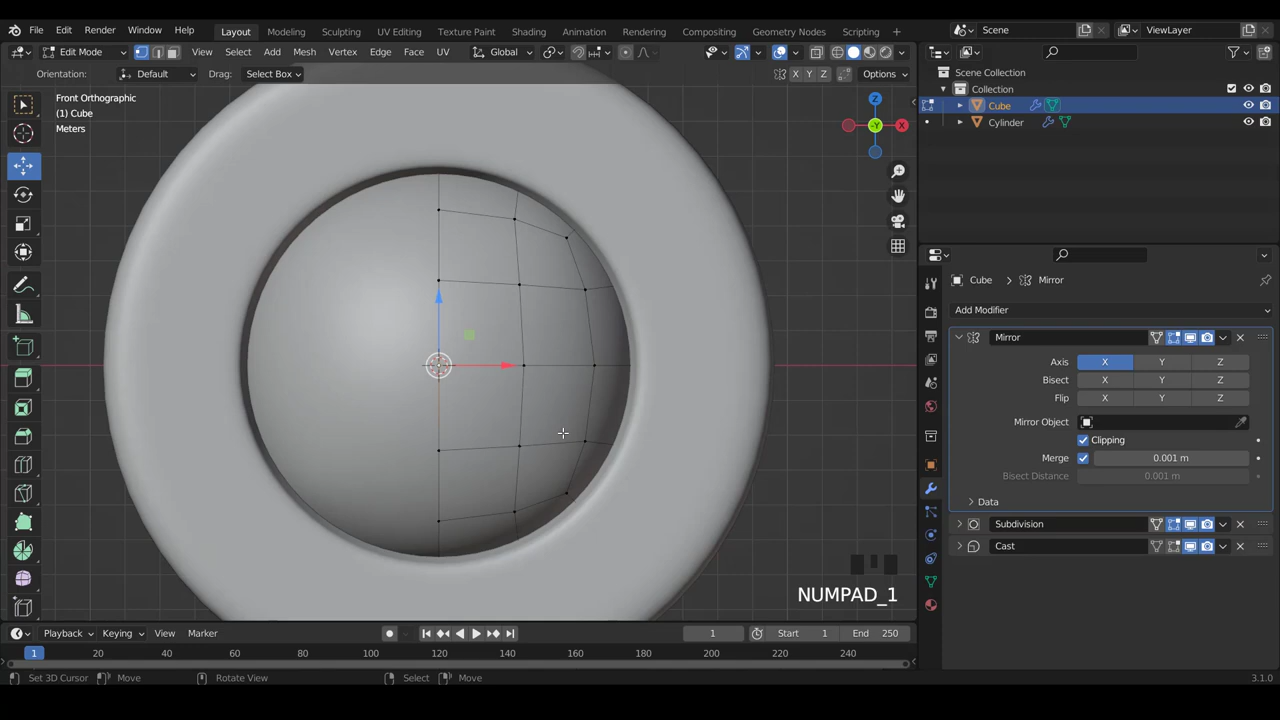 File Edit Render Window Help Layout Modeling Sculpting UV Editing Texture Paint Shading Animation Rendering Compositing Geometry Nodes Scripting Scene ViewLayer
Edit Mode View Select Add Mesh Vertex Edge Face UV Global
Orientation: Default Drag: Select Box X Y Z Options
Front Orthographic
(1) Cube
Meters
Z
-Y
X
Scene Collection
Collection
Cube
Cylinder
Cube Mirror
Add Modifier
Mirror
Axis X Y Z
Bisect X Y Z
Flip X Y Z
Mirror Object
Clipping
Merge 0.001 m
Bisect Distance 0.001 m
Data
Subdivision
Cast
NUMPAD_1
Playback Keying View Marker 1 Start 1 End 250
1 20 40 60 80 100 120 140 160 180 200 220 240
Set 3D Cursor Move Rotate View Select Move 3.1.0